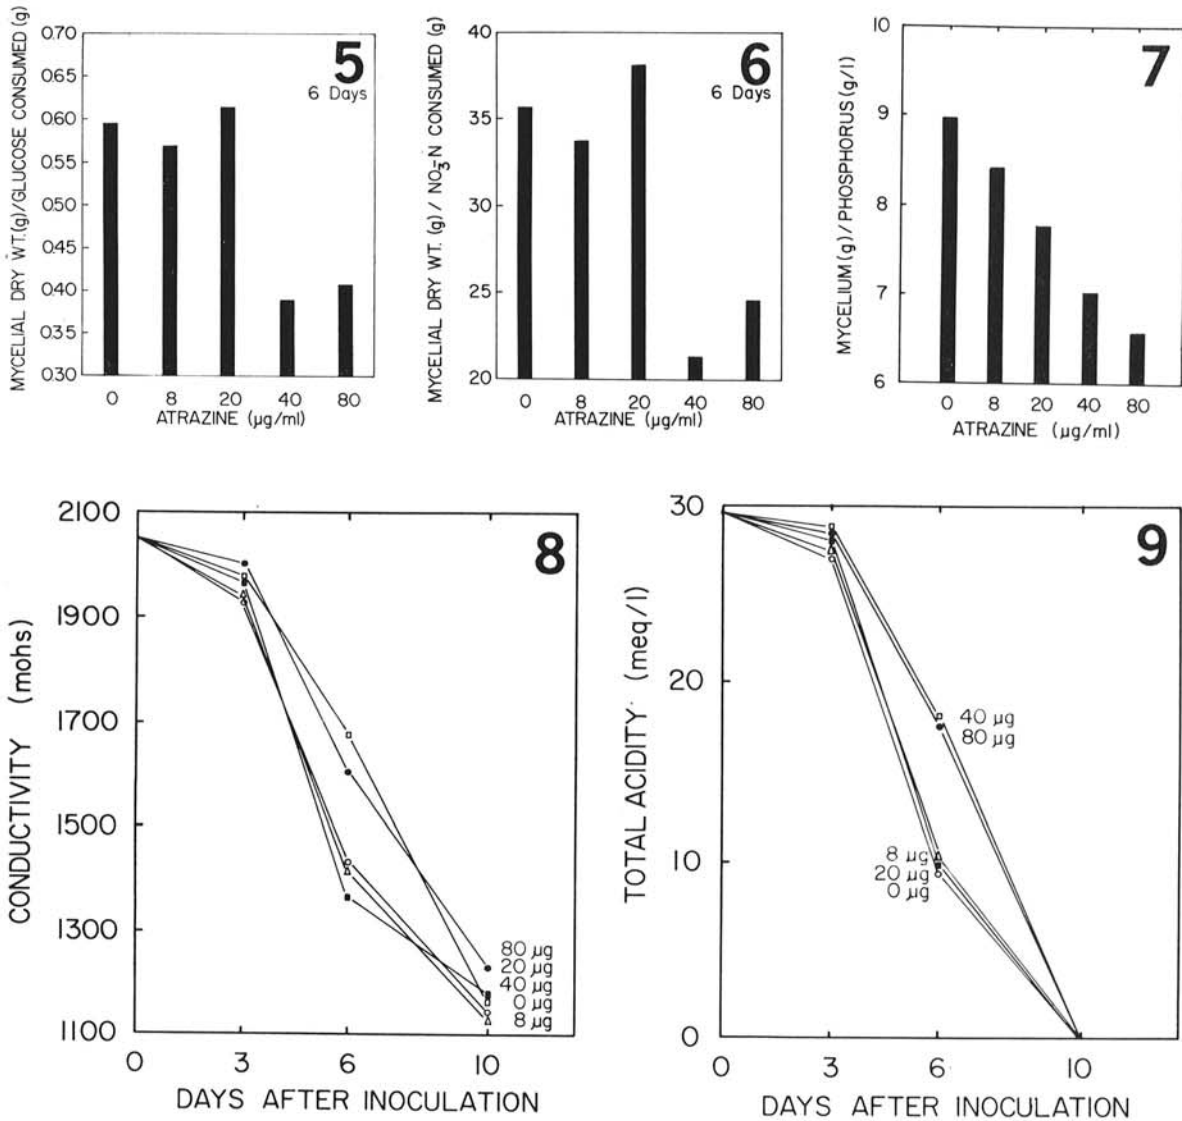 MYCELIAL DRY WT.(g)/GLUCOSE CONSUMED (g)
0.70
0.65
0.60
0.55
0.50
0.45
0.40
0.35
0.30
5
6 Days
0 8 20 40 80
ATRAZINE (µg/ml)
MYCELIAL DRY WT. (g) / NO₃⁻N CONSUMED (g)
40
35
30
25
20
6
6 Days
0 8 20 40 80
ATRAZINE (µg/ml)
MYCELIUM (g) / PHOSPHORUS (g/l)
10
9
8
7
6
7
0 8 20 40 80
ATRAZINE (µg/ml)
CONDUCTIVITY (mohs)
2100
1900
1700
1500
1300
1100
8
80 µg
20 µg
40 µg
0 µg
8 µg
0 3 6 10
DAYS AFTER INOCULATION
TOTAL ACIDITY (meq/l)
30
20
10
0
9
40 µg
80 µg
8 µg
20 µg
0 µg
0 3 6 10
DAYS AFTER INOCULATION